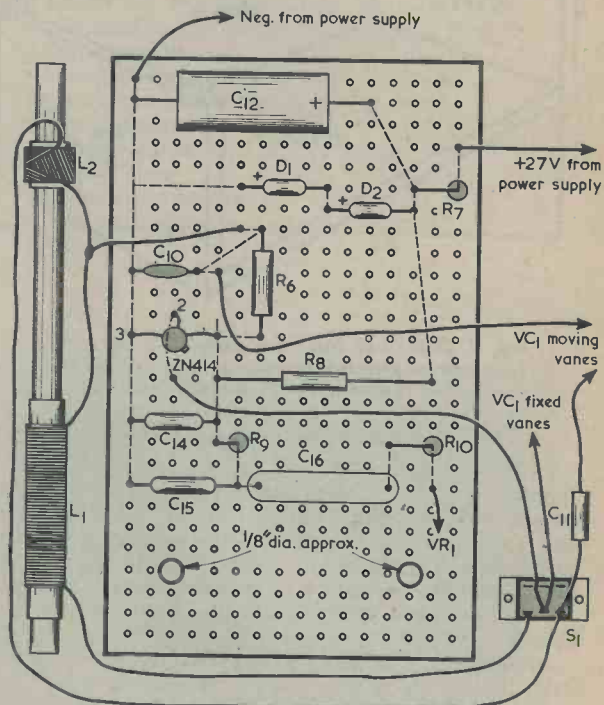 Neg. from power supply
C12
+
L2
+27V from
power supply
+
D1
+
D2
R7
C10
R6
2
3
ZN414
VC1 moving
vanes
R8
VC1 fixed
vanes
C14
R9
C16
R10
C11
L1
C15
1/8" dia. approx.
VR1
S1